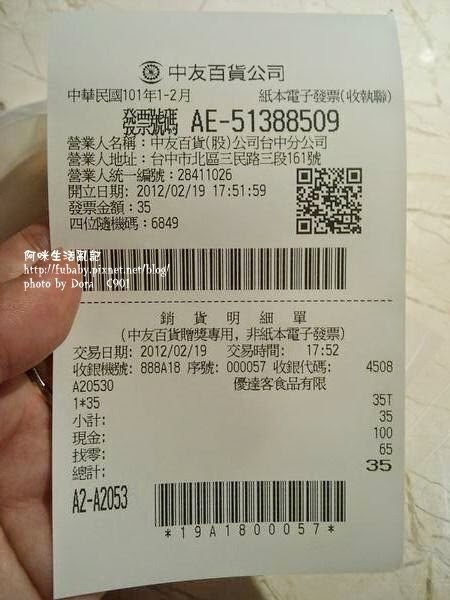 中友百貨公司
中華民國101年1-2月 紙本電子發票(收執聯)
發票號碼 AE-51388509
營業人名稱：中友百貨(股)公司台中分公司
營業人地址：台中市北區三民路三段161號
營業人統一編號：28411026
開立日期：2012/02/19 17:51:59
發票金額：35
四位隨機碼：6849
阿咪生活亂記
http://fubaby.pixnet.net/blog/
photo by Dora C901
銷貨明細單
(中友百貨贈獎專用，非紙本電子發票)
交易日期：2012/02/19 交易時間：17:52
收銀機號：888A18 序號：000057 收銀代碼：4508
A20530 優達客食品有限
1*35 35T
小計： 35
現金： 100
找零： 65
總計： 35
A2-A2053
*19A1800057*